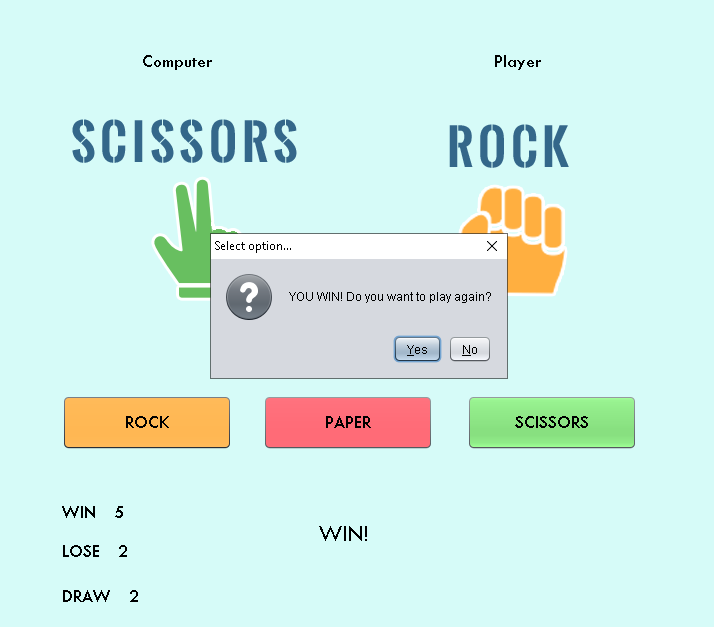 Computer Player
SCISSORS ROCK
Select option...
? YOU WIN! Do you want to play again?
Yes No
ROCK PAPER SCISSORS
WIN 5
WIN!
LOSE 2
DRAW 2